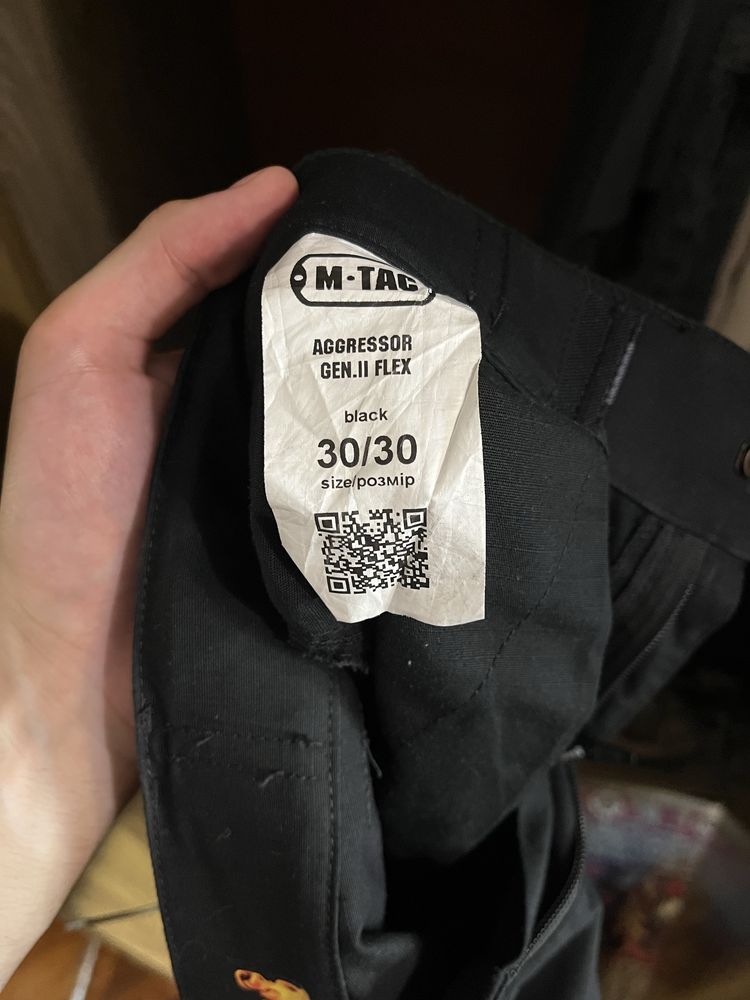 M·TAC
AGGRESSOR
GEN.II FLEX
black
30/30
size/розмір